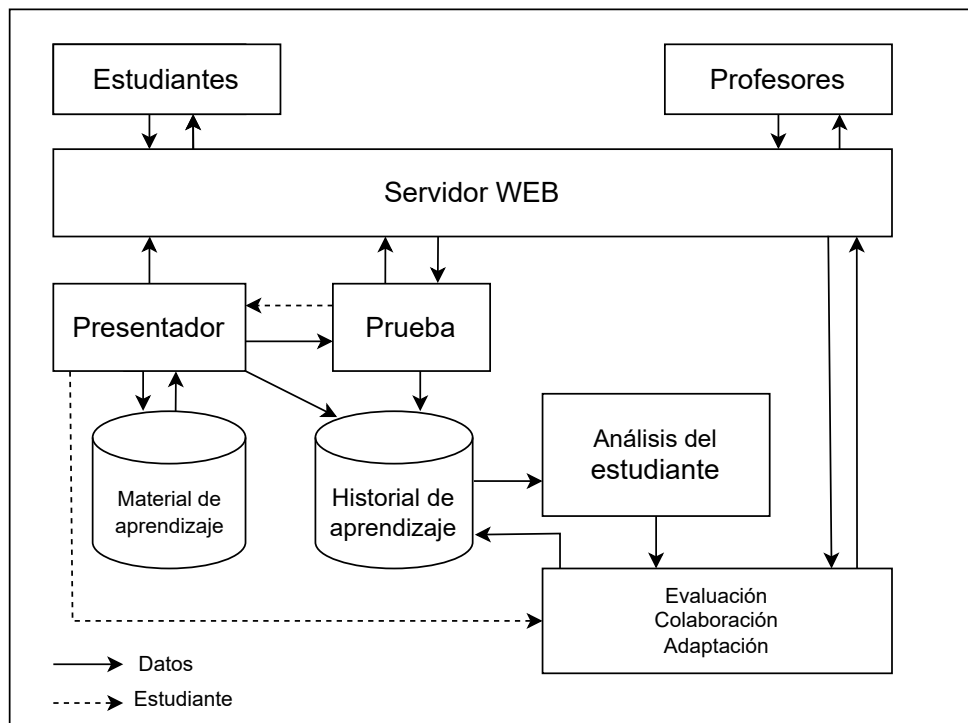 Estudiantes
Profesores
Servidor WEB
Presentador
Prueba
Material de
aprendizaje
Historial de
aprendizaje
Análisis del
estudiante
Evaluación
Colaboración
Adaptación
Datos
Estudiante